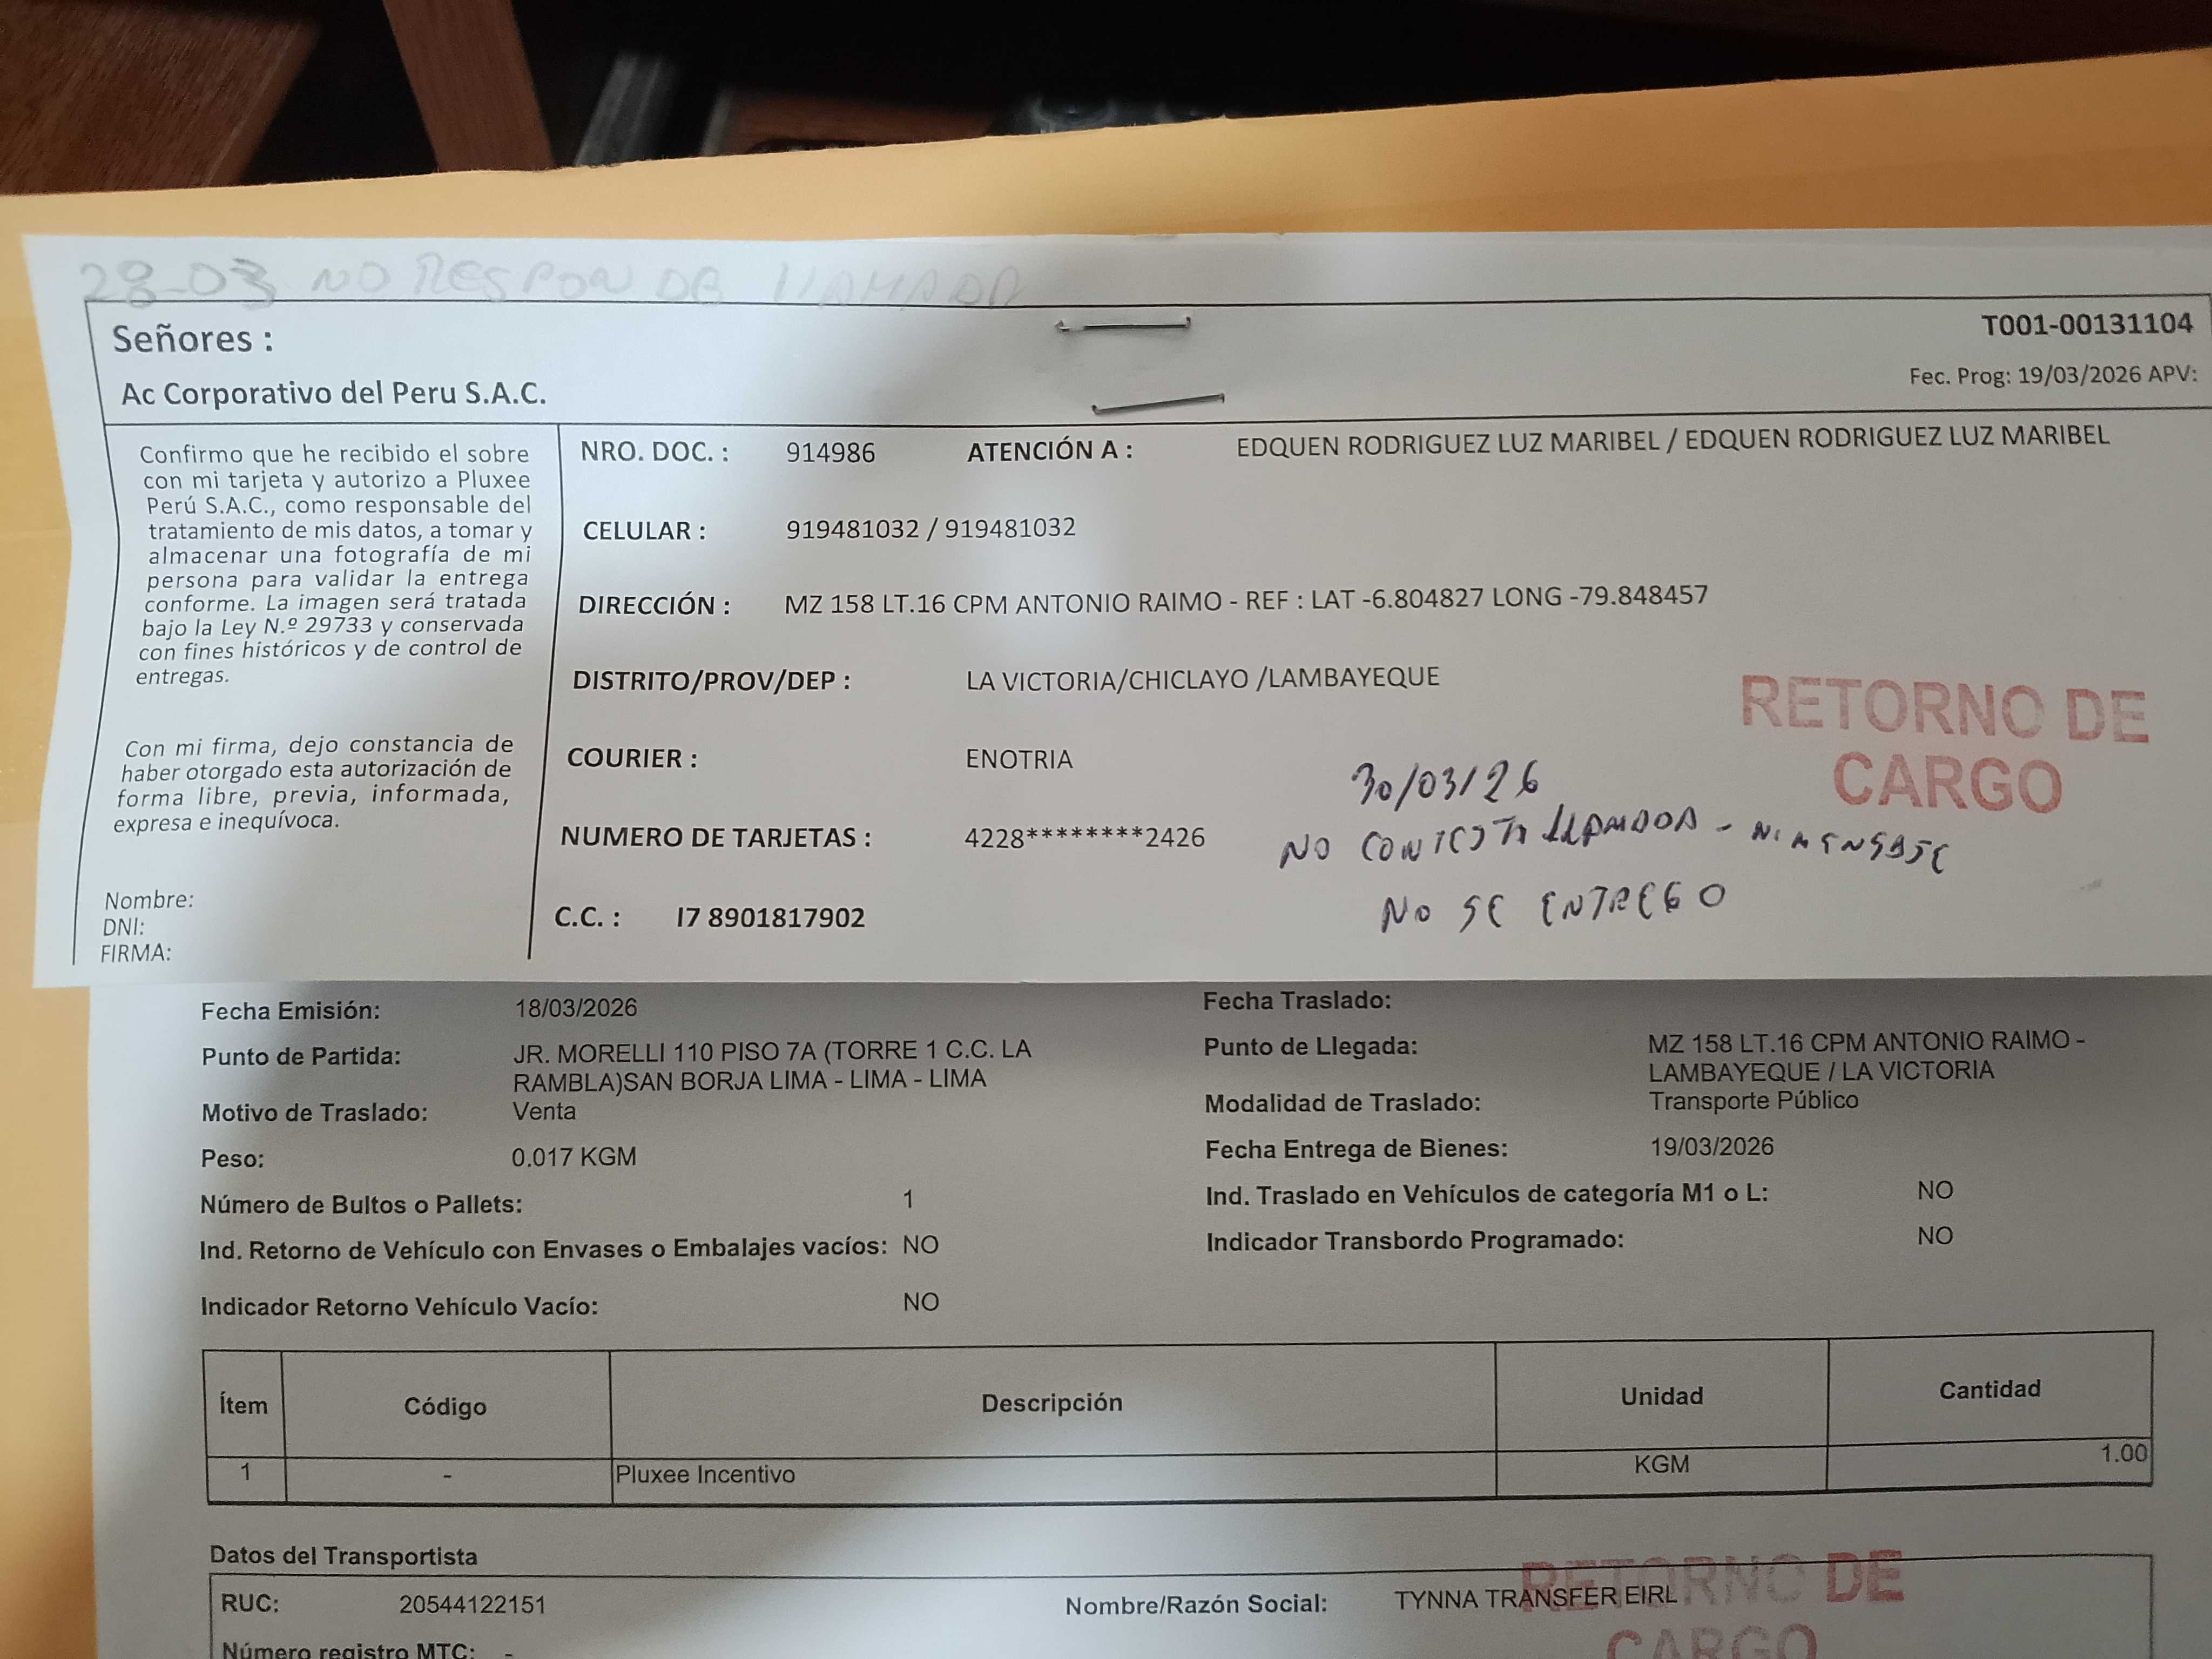 28-03 NO RESPONDE LLAMADA
Señores :
T001-00131104
Ac Corporativo del Peru S.A.C.
Fec. Prog: 19/03/2026 APV:
Confirmo que he recibido el sobre
con mi tarjeta y autorizo a Pluxee
Perú S.A.C., como responsable del
tratamiento de mis datos, a tomar y
almacenar una fotografía de mi
persona para validar la entrega
conforme. La imagen será tratada
bajo la Ley N.º 29733 y conservada
con fines históricos y de control de
entregas.
Con mi firma, dejo constancia de
haber otorgado esta autorización de
forma libre, previa, informada,
expresa e inequívoca.
Nombre:
DNI:
FIRMA:
NRO. DOC. : 914986 ATENCIÓN A : EDQUEN RODRIGUEZ LUZ MARIBEL / EDQUEN RODRIGUEZ LUZ MARIBEL
CELULAR : 919481032 / 919481032
DIRECCIÓN : MZ 158 LT.16 CPM ANTONIO RAIMO - REF : LAT -6.804827 LONG -79.848457
DISTRITO/PROV/DEP : LA VICTORIA/CHICLAYO /LAMBAYEQUE
COURIER : ENOTRIA
NUMERO DE TARJETAS : 4228********2426
C.C. : I7 8901817902
RETORNO DE
CARGO
30/03/26
NO CONTESTA LLAMADA - NI MENSAJE
NO SE ENTREGO
Fecha Emisión: 18/03/2026
Fecha Traslado:
Punto de Partida: JR. MORELLI 110 PISO 7A (TORRE 1 C.C. LA
RAMBLA)SAN BORJA LIMA - LIMA - LIMA
Punto de Llegada: MZ 158 LT.16 CPM ANTONIO RAIMO -
LAMBAYEQUE / LA VICTORIA
Motivo de Traslado: Venta
Modalidad de Traslado: Transporte Público
Peso: 0.017 KGM
Fecha Entrega de Bienes: 19/03/2026
Número de Bultos o Pallets: 1
Ind. Traslado en Vehículos de categoría M1 o L: NO
Ind. Retorno de Vehículo con Envases o Embalajes vacíos: NO
Indicador Transbordo Programado: NO
Indicador Retorno Vehículo Vacío: NO
Ítem Código Descripción Unidad Cantidad
1 - Pluxee Incentivo KGM 1.00
Datos del Transportista
RUC: 20544122151
Nombre/Razón Social: TYNNA TRANSFER EIRL
RETORNO DE
CARGO
Número registro MTC: -